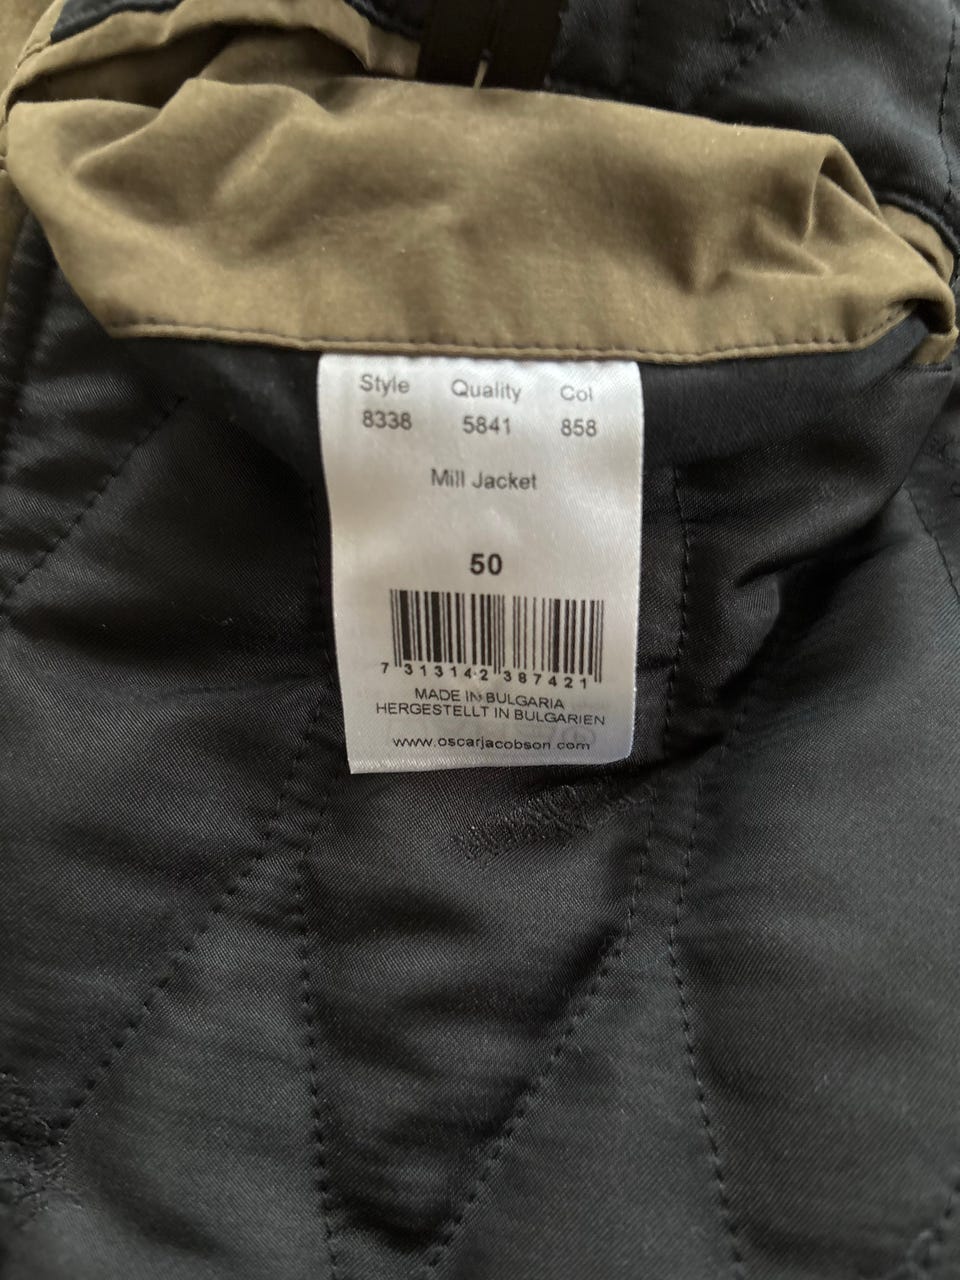 Style Quality Col
8338 5841 858
Mill Jacket
50
7 313142 387421
MADE IN BULGARIA
HERGESTELLT IN BULGARIEN
www.oscarjacobson.com